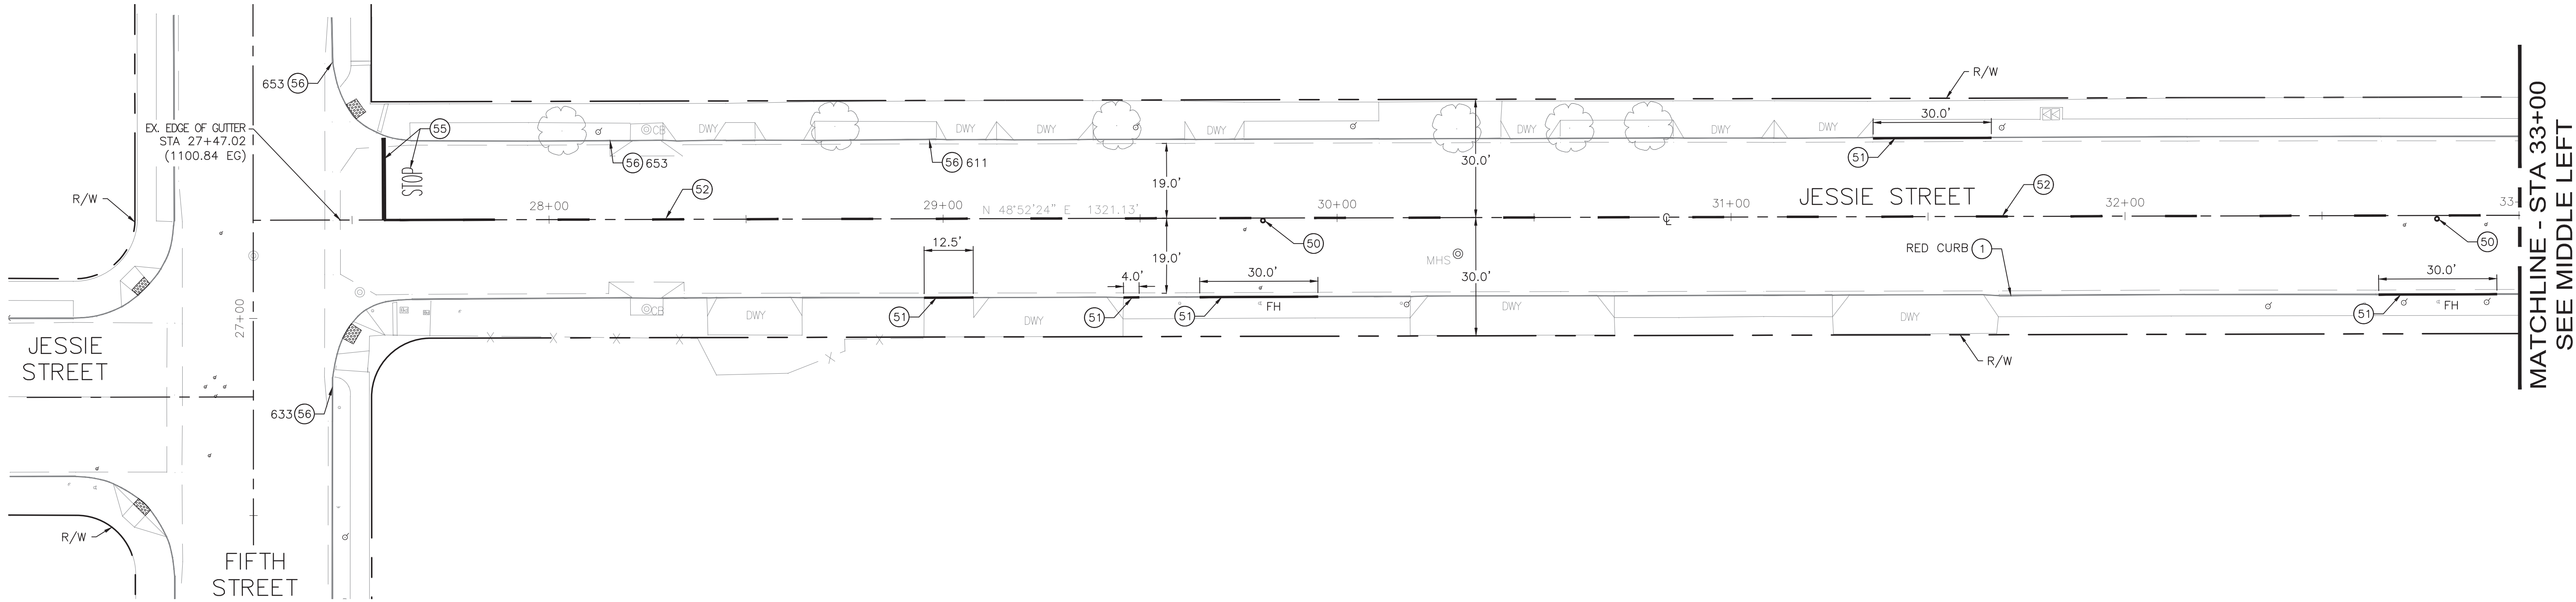 R/W
30.0'
653 56
55
EX. EDGE OF GUTTER
STA 27+47.02
(1100.84 EG)
CB
DWY
DWY
DWY
DWY
DWY
DWY
DWY
56 653
56 611
51
STOP
19.0'
30.0'
R/W
52
JESSIE STREET
52
28+00
29+00
N 48°52'24" E 1321.13'
30+00
31+00
32+00
33+
50
50
RED CURB 1
12.5'
19.0'
MHS
4.0'
30.0'
30.0'
30.0'
CB
DWY
51
DWY
51
51
FH
DWY
DWY
51
FH
27+00
JESSIE
STREET
R/W
633 56
R/W
FIFTH
STREET
MATCHLINE - STA 33+00
SEE MIDDLE LEFT